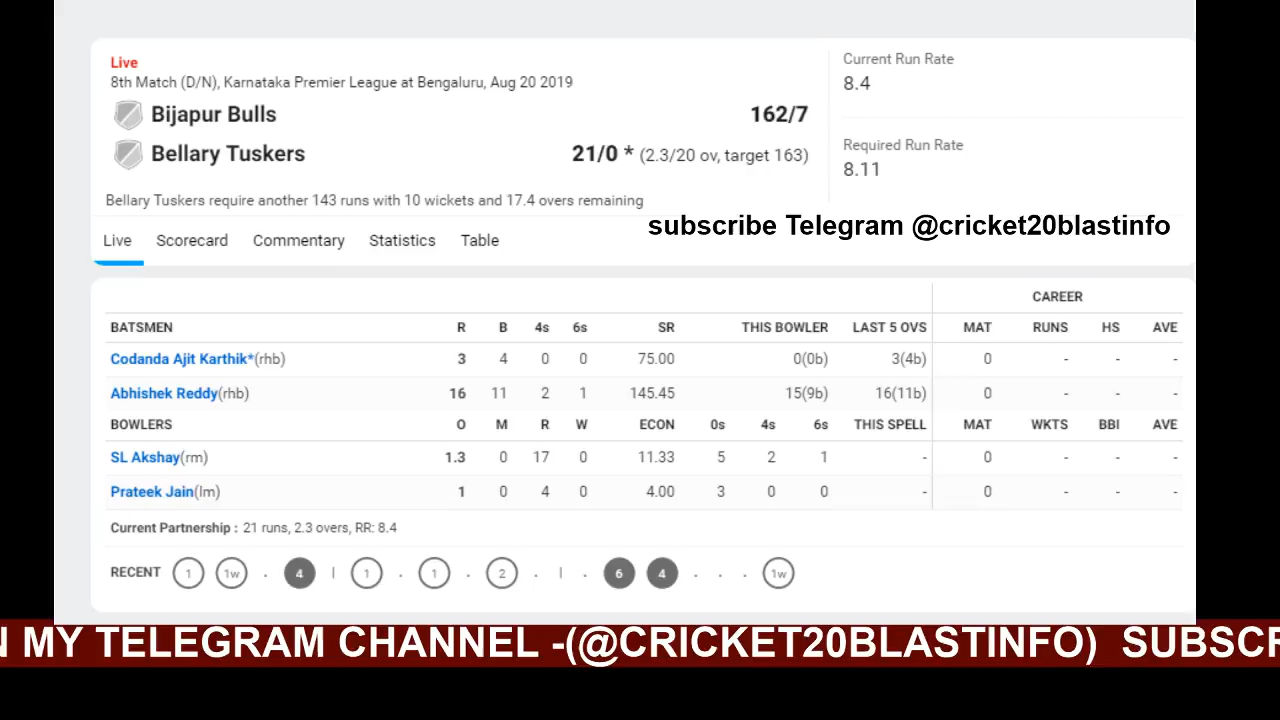 Live
8th Match (D/N), Karnataka Premier League at Bengaluru, Aug 20 2019
Bijapur Bulls 162/7
Bellary Tuskers 21/0 * (2.3/20 ov, target 163)
Bellary Tuskers require another 143 runs with 10 wickets and 17.4 overs remaining
Current Run Rate
8.4
Required Run Rate
8.11
subscribe Telegram @cricket20blastinfo
Live Scorecard Commentary Statistics Table
CAREER
BATSMEN R B 4s 6s SR THIS BOWLER LAST 5 OVS MAT RUNS HS AVE
Codanda Ajit Karthik*(rhb) 3 4 0 0 75.00 0(0b) 3(4b) 0 - - -
Abhishek Reddy(rhb) 16 11 2 1 145.45 15(9b) 16(11b) 0 - - -
BOWLERS O M R W ECON 0s 4s 6s THIS SPELL MAT WKTS BBI AVE
SL Akshay(rm) 1.3 0 17 0 11.33 5 2 1 - 0 - - -
Prateek Jain(lm) 1 0 4 0 4.00 3 0 0 - 0 - - -
Current Partnership : 21 runs, 2.3 overs, RR: 8.4
RECENT 1 1w . 4 | 1 . 1 . 2 . | . 6 4 . . . 1w
N MY TELEGRAM CHANNEL -(@CRICKET20BLASTINFO) SUBSCR